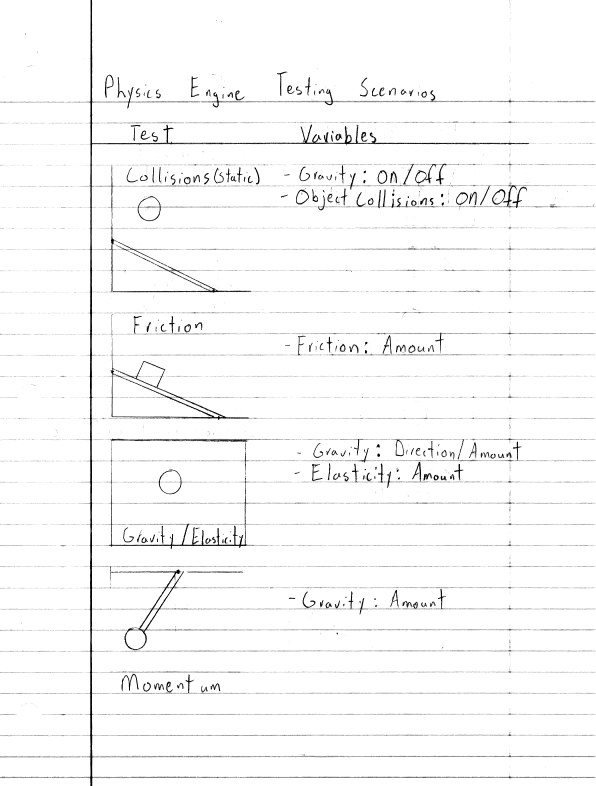 Physics Engine Testing Scenarios
Test Variables
Collisions(static) - Gravity: On/Off
- Object Collisions: On/Off
Friction
- Friction: Amount
- Gravity: Direction/Amount
- Elasticity: Amount
Gravity/Elasticity
- Gravity: Amount
Momentum